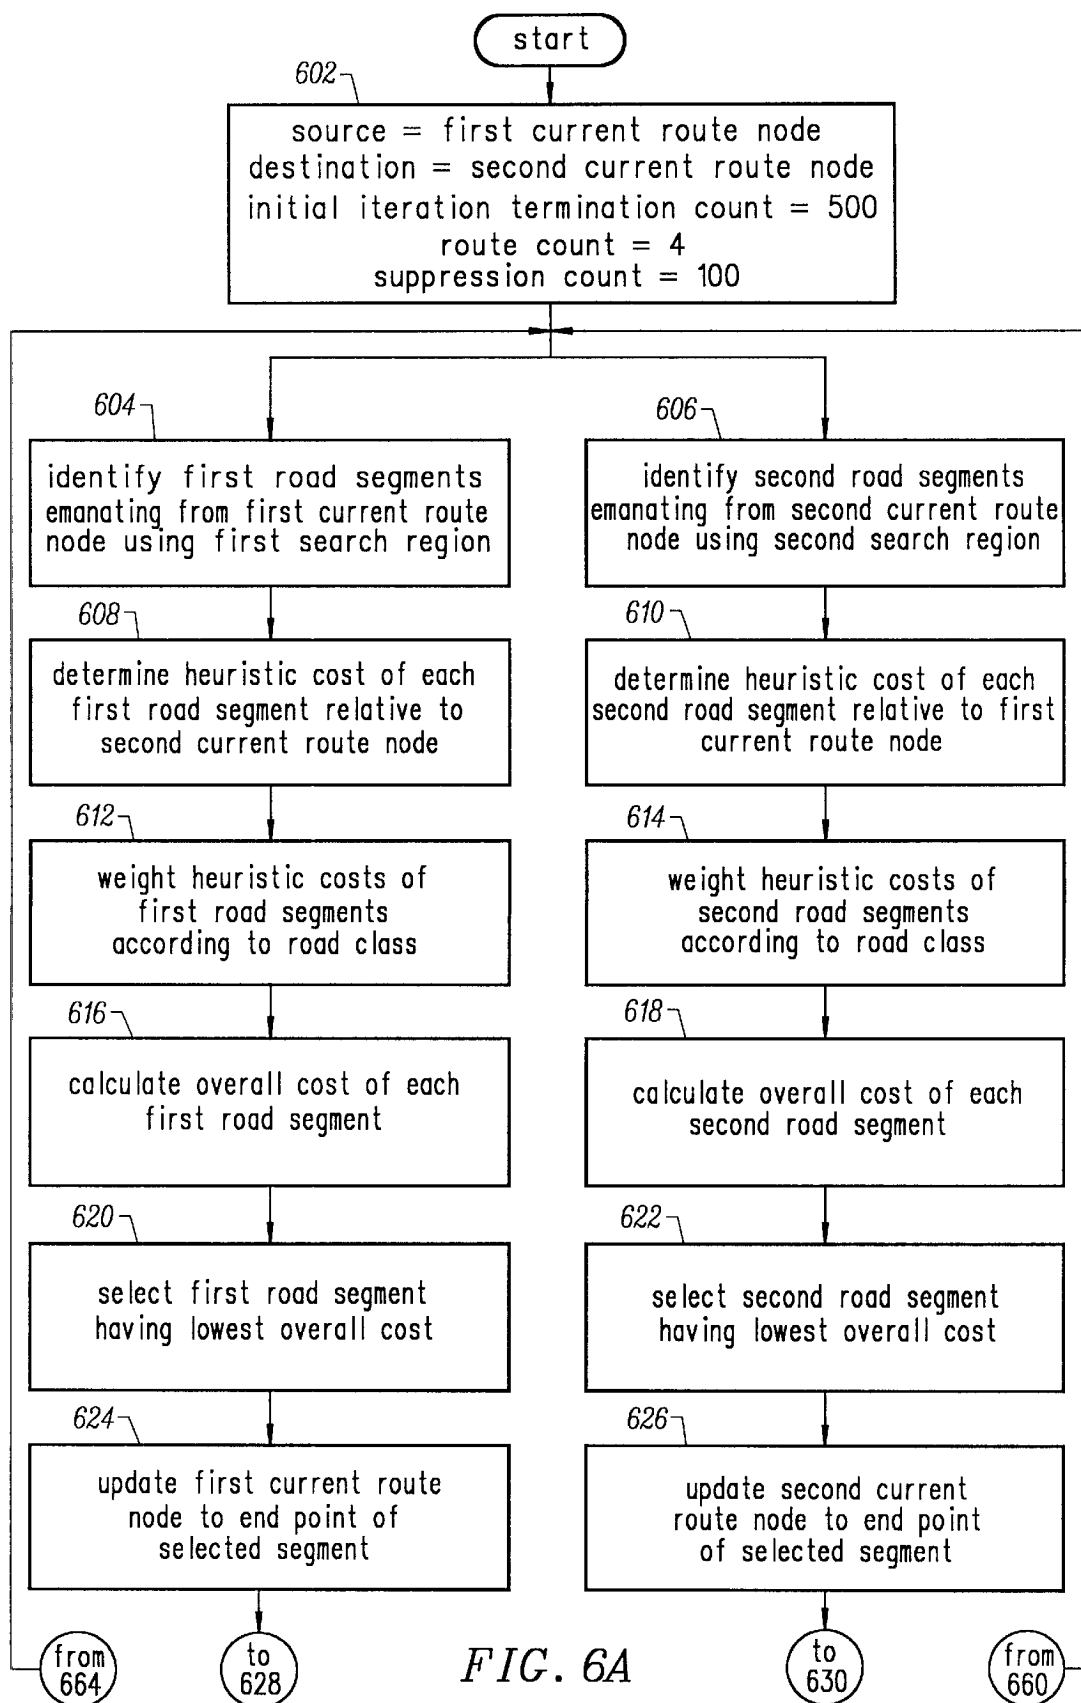 start
602
source = first current route node
destination = second current route node
initial iteration termination count = 500
route count = 4
suppression count = 100
604
identify first road segments
emanating from first current route
node using first search region
606
identify second road segments
emanating from second current route
node using second search region
608
determine heuristic cost of each
first road segment relative to
second current route node
610
determine heuristic cost of each
second road segment relative to first
current route node
612
weight heuristic costs of
first road segments
according to road class
614
weight heuristic costs of
second road segments
according to road class
616
calculate overall cost of each
first road segment
618
calculate overall cost of each
second road segment
620
select first road segment
having lowest overall cost
622
select second road segment
having lowest overall cost
624
update first current route
node to end point of
selected segment
626
update second current
route node to end point
of selected segment
from
664
to
628
FIG. 6A
to
630
from
660